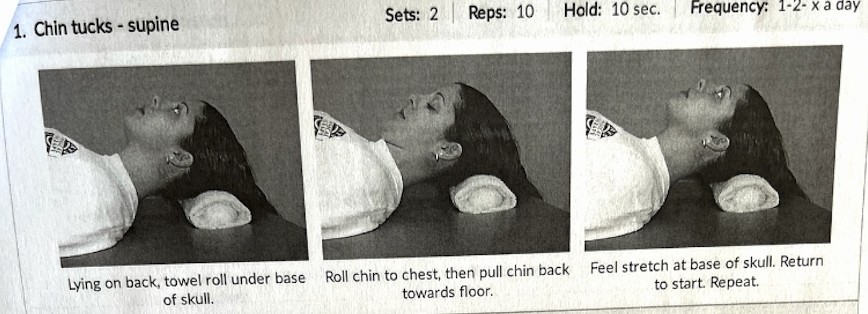 1. Chin tucks - supine
Sets: 2 | Reps: 10 | Hold: 10 sec. | Frequency: 1-2- x a day
Lying on back, towel roll under base
of skull.
Roll chin to chest, then pull chin back
towards floor.
Feel stretch at base of skull. Return
to start. Repeat.